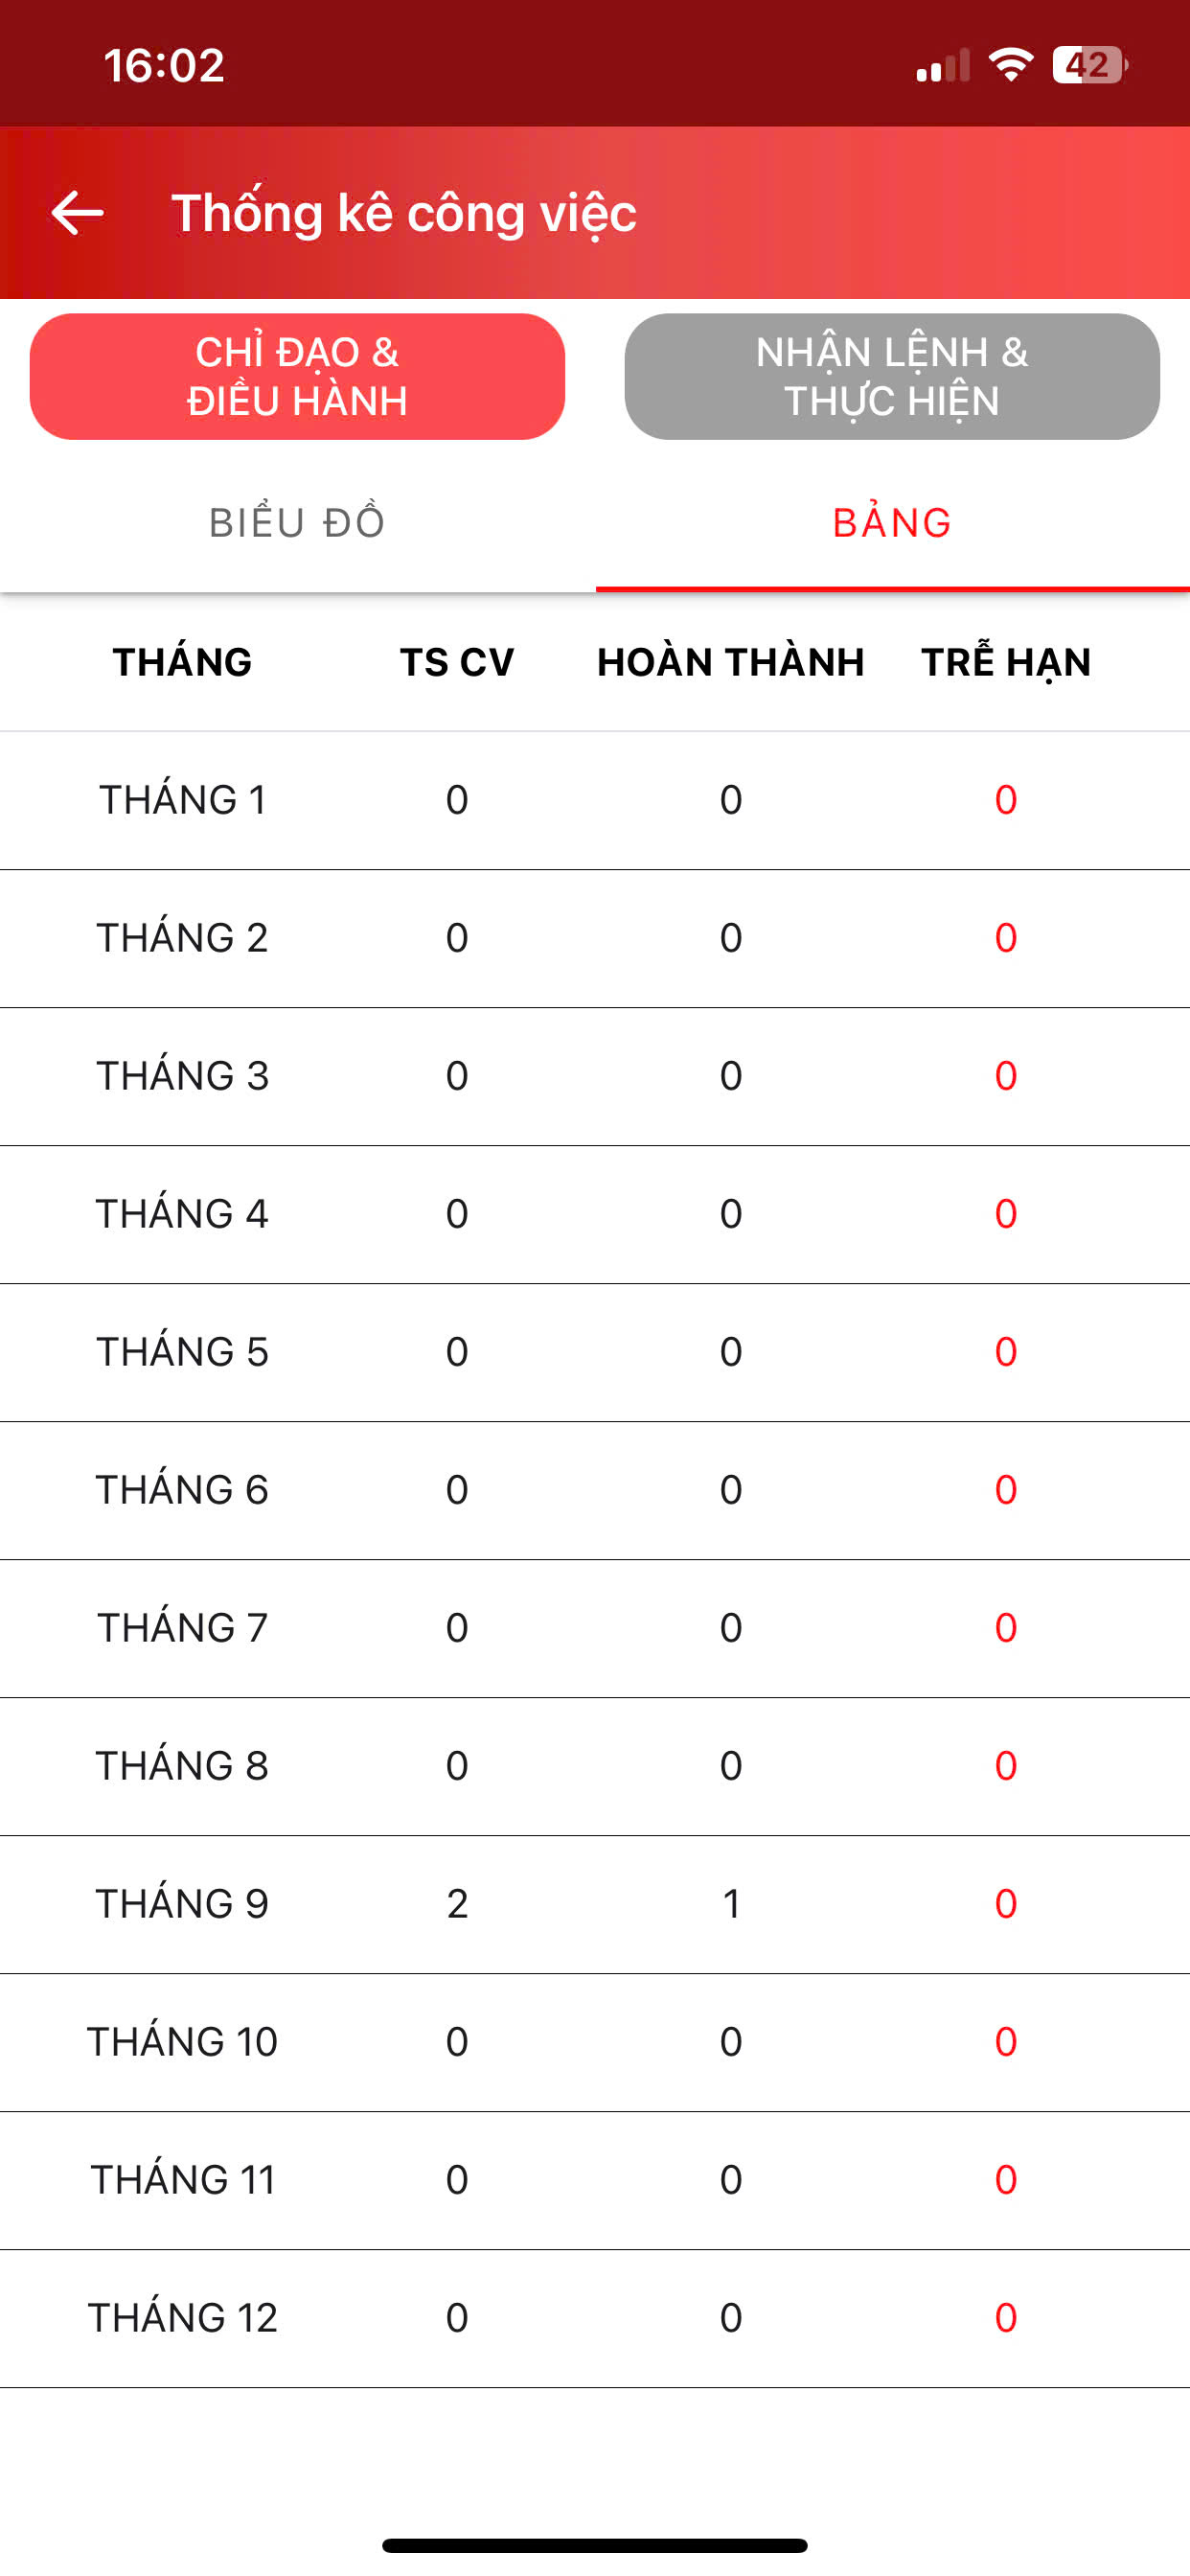 16:02
42
Thống kê công việc
CHỈ ĐẠO &
ĐIỀU HÀNH
NHẬN LỆNH &
THỰC HIỆN
BIỂU ĐỒ
BẢNG
THÁNG TS CV HOÀN THÀNH TRỄ HẠN
THÁNG 1 0 0 0
THÁNG 2 0 0 0
THÁNG 3 0 0 0
THÁNG 4 0 0 0
THÁNG 5 0 0 0
THÁNG 6 0 0 0
THÁNG 7 0 0 0
THÁNG 8 0 0 0
THÁNG 9 2 1 0
THÁNG 10 0 0 0
THÁNG 11 0 0 0
THÁNG 12 0 0 0